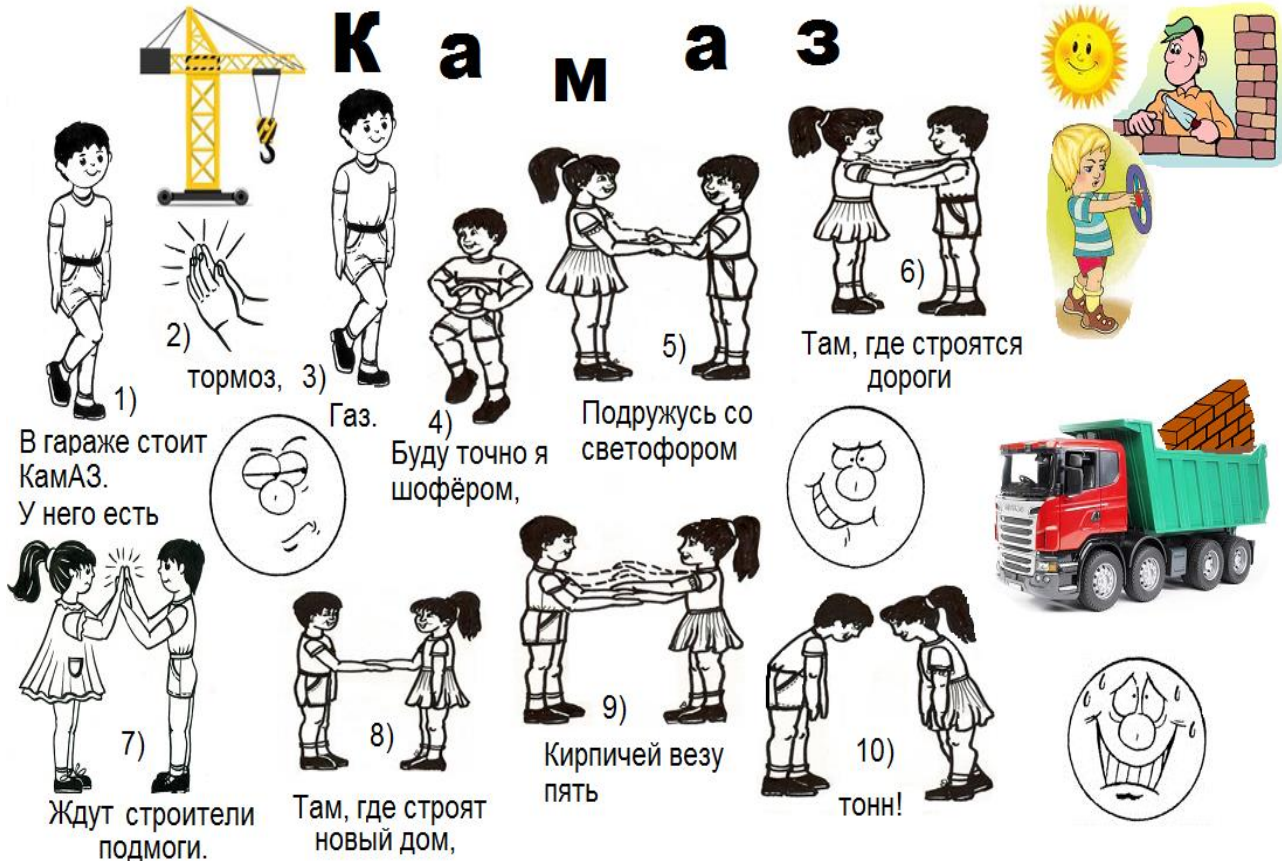 Камаз
1)
В гараже стоит
КамАЗ.
У него есть
2)
тормоз,
3)
Газ.
4)
Буду точно я
шофёром,
5)
Подружусь со
светофором
6)
Там, где строятся
дороги
7)
Ждут строители
подмоги.
8)
Там, где строят
новый дом,
9)
Кирпичей везу
пять
10)
тонн!